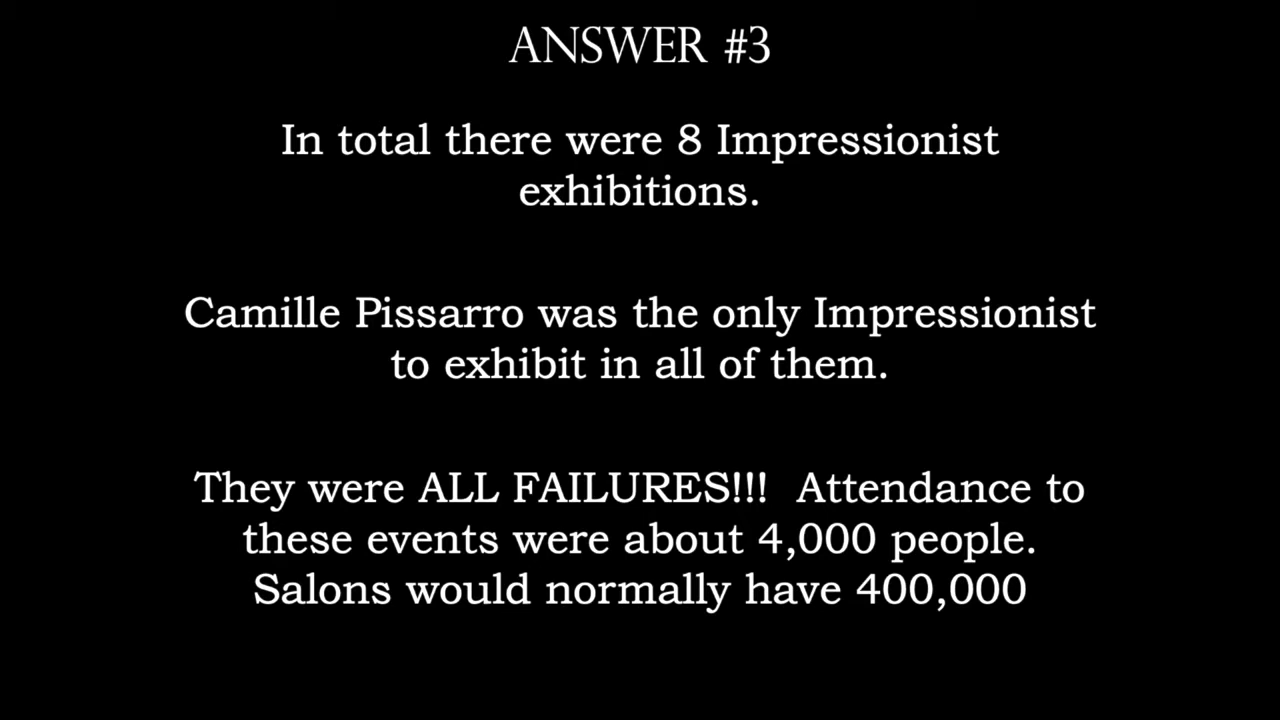 ANSWER #3
In total there were 8 Impressionist
exhibitions.
Camille Pissarro was the only Impressionist
to exhibit in all of them.
They were ALL FAILURES!!!  Attendance to
these events were about 4,000 people.
Salons would normally have 400,000